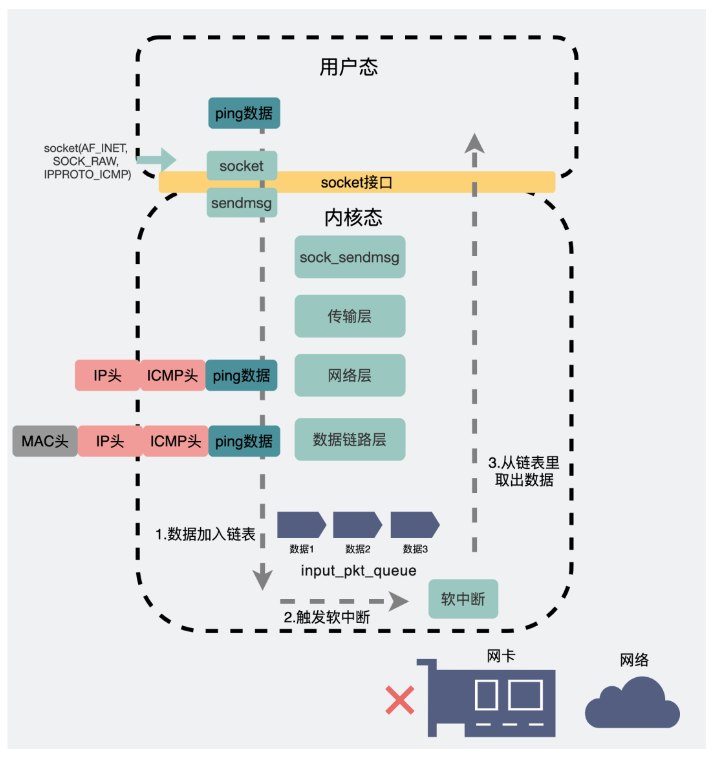 用户态
ping数据
socket(AF_INET,
SOCK_RAW,
IPPROTO_ICMP)
socket
socket接口
sendmsg
内核态
sock_sendmsg
传输层
IP头
ICMP头
ping数据
网络层
MAC头
IP头
ICMP头
ping数据
数据链路层
3.从链表里
取出数据
1.数据加入链表
数据1
数据2
数据3
input_pkt_queue
2.触发软中断
软中断
网卡
网络